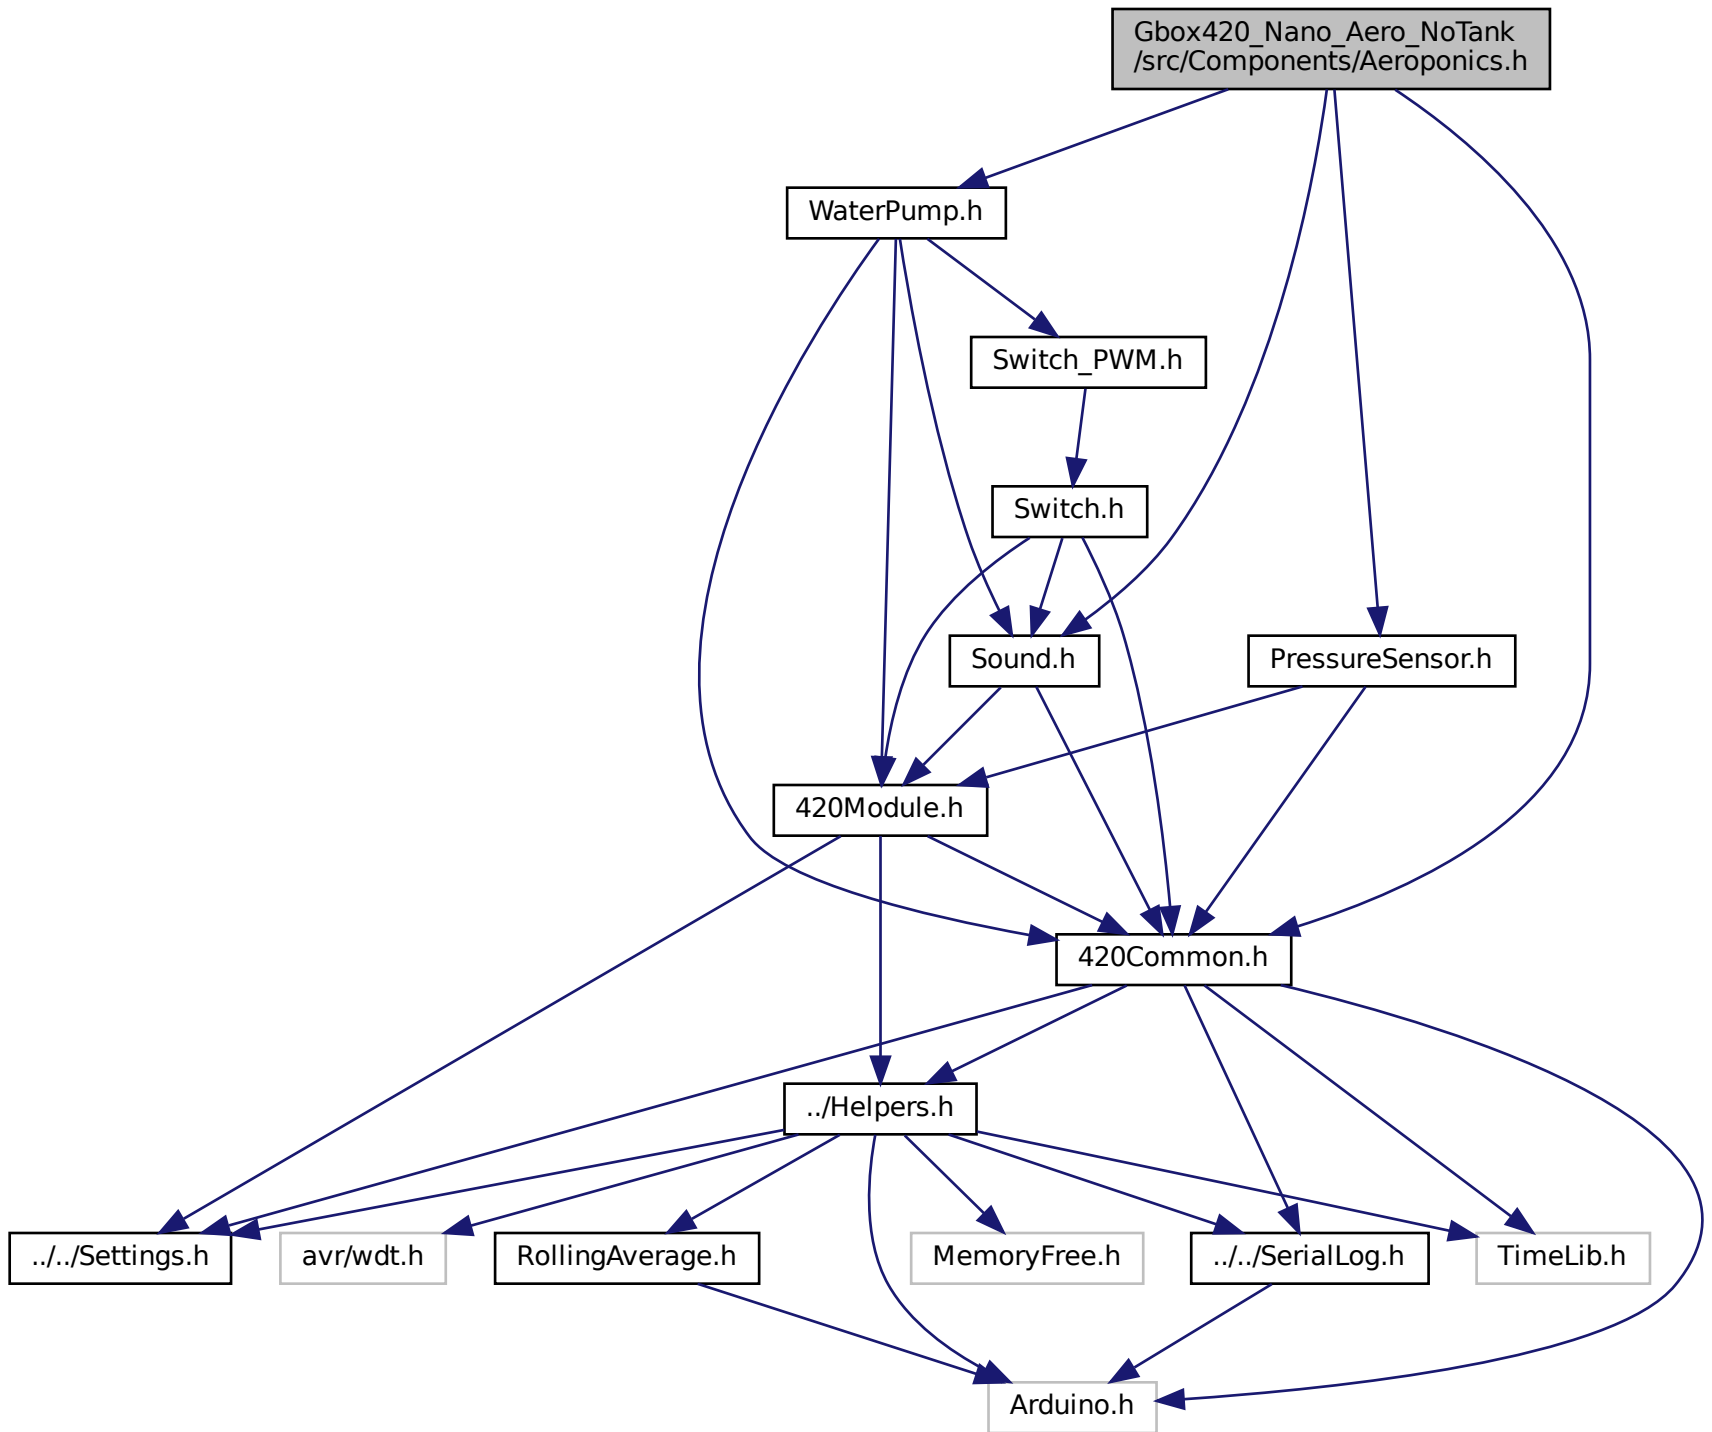 Gbox420_Nano_Aero_NoTank
/src/Components/Aeroponics.h
WaterPump.h
Switch_PWM.h
Switch.h
Sound.h
PressureSensor.h
420Module.h
420Common.h
../Helpers.h
../../Settings.h
avr/wdt.h
RollingAverage.h
MemoryFree.h
../../SerialLog.h
TimeLib.h
Arduino.h